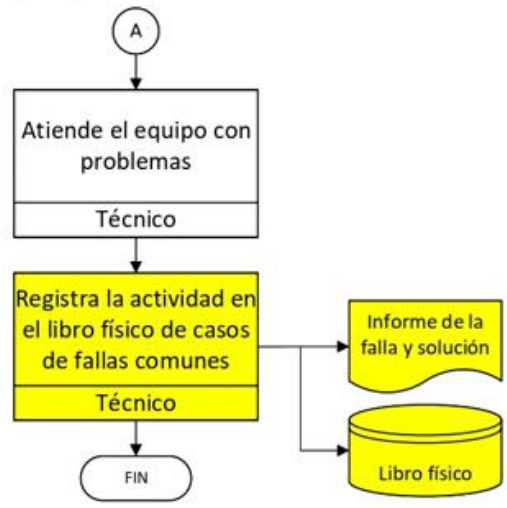 A
Atiende el equipo con
problemas
Técnico
Registra la actividad en
el libro físico de casos
de fallas comunes
Técnico
Informe de la
falla y solución
Libro físico
FIN